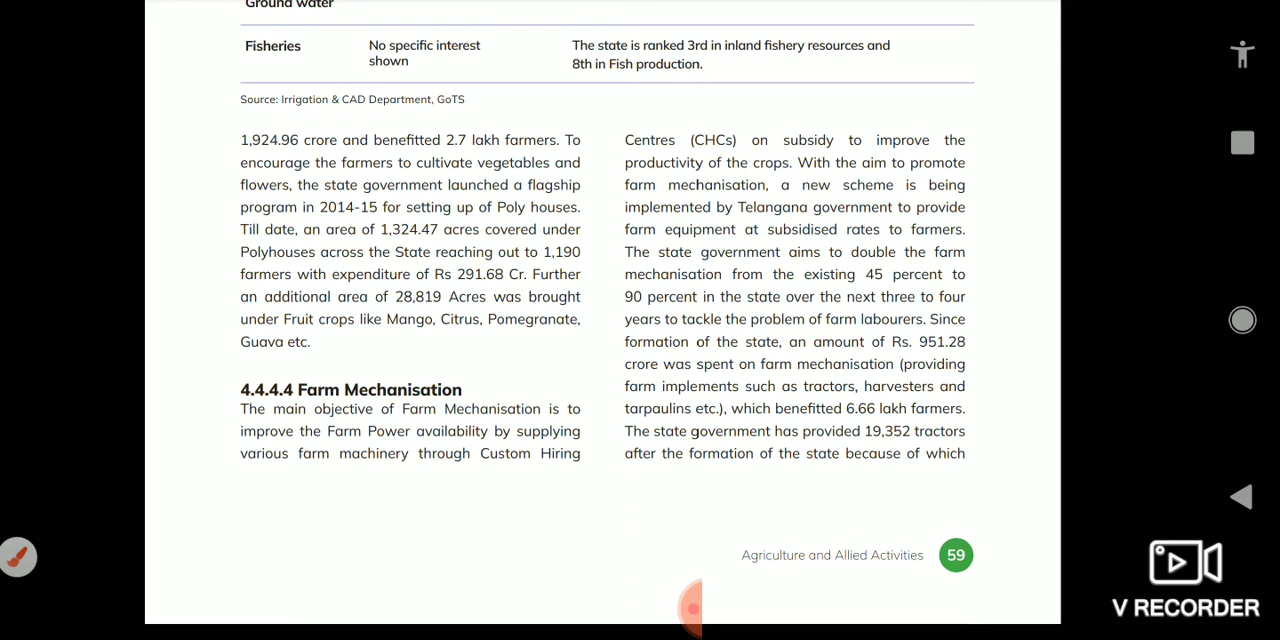 Ground water
Fisheries
No specific interest
shown
The state is ranked 3rd in inland fishery resources and
8th in Fish production.
Source: Irrigation & CAD Department, GoTS
1,924.96 crore and benefitted 2.7 lakh farmers. To
encourage the farmers to cultivate vegetables and
flowers, the state government launched a flagship
program in 2014-15 for setting up of Poly houses.
Till date, an area of 1,324.47 acres covered under
Polyhouses across the State reaching out to 1,190
farmers with expenditure of Rs 291.68 Cr. Further
an additional area of 28,819 Acres was brought
under Fruit crops like Mango, Citrus, Pomegranate,
Guava etc.
4.4.4.4 Farm Mechanisation
The main objective of Farm Mechanisation is to
improve the Farm Power availability by supplying
various farm machinery through Custom Hiring
Centres (CHCs) on subsidy to improve the
productivity of the crops. With the aim to promote
farm mechanisation, a new scheme is being
implemented by Telangana government to provide
farm equipment at subsidised rates to farmers.
The state government aims to double the farm
mechanisation from the existing 45 percent to
90 percent in the state over the next three to four
years to tackle the problem of farm labourers. Since
formation of the state, an amount of Rs. 951.28
crore was spent on farm mechanisation (providing
farm implements such as tractors, harvesters and
tarpaulins etc.), which benefitted 6.66 lakh farmers.
The state government has provided 19,352 tractors
after the formation of the state because of which
Agriculture and Allied Activities 59
V RECORDER